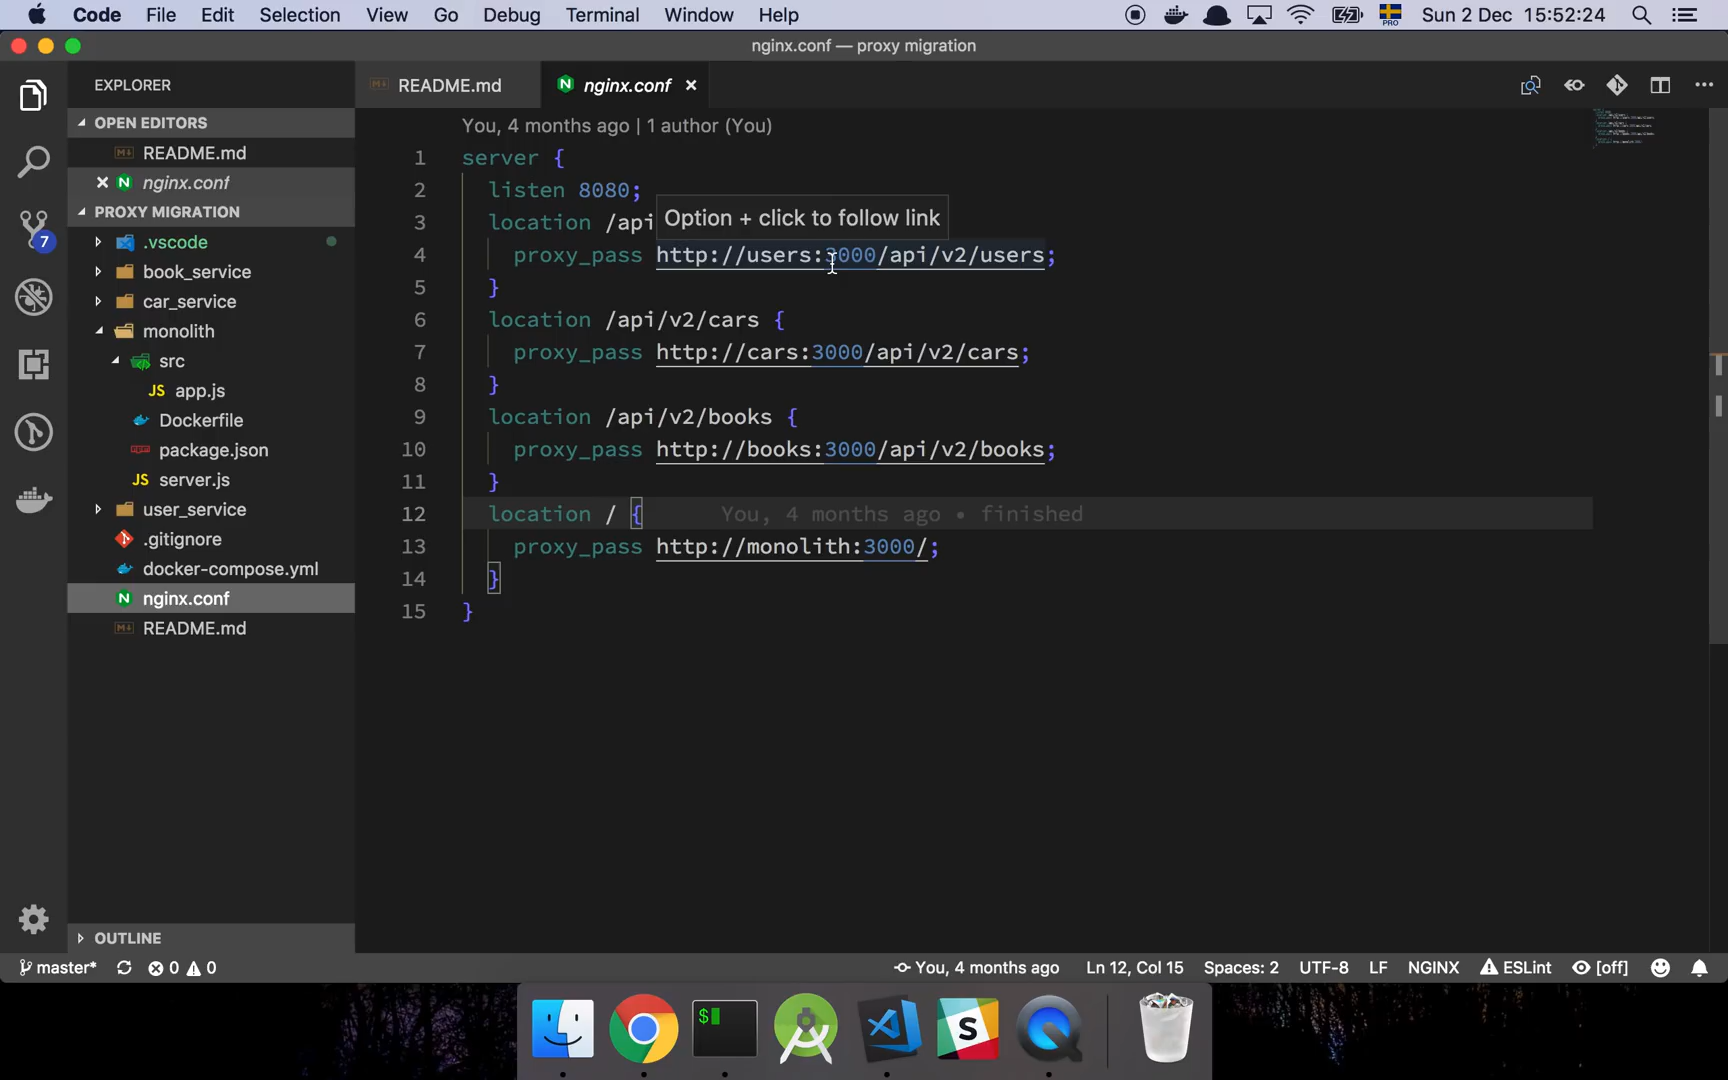 Code File Edit Selection View Go Debug Terminal Window Help PRO Sun 2 Dec 15:52:24
nginx.conf — proxy migration
EXPLORER
README.md
nginx.conf
OPEN EDITORS
README.md
nginx.conf
PROXY MIGRATION
.vscode
book_service
car_service
monolith
src
JS app.js
Dockerfile
package.json
JS server.js
user_service
.gitignore
docker-compose.yml
nginx.conf
README.md
OUTLINE
7
You, 4 months ago | 1 author (You)
1 server {
2 listen 8080;
3 location /api
Option + click to follow link
4 proxy_pass http://users:3000/api/v2/users;
5 }
6 location /api/v2/cars {
7 proxy_pass http://cars:3000/api/v2/cars;
8 }
9 location /api/v2/books {
10 proxy_pass http://books:3000/api/v2/books;
11 }
12 location / { You, 4 months ago • finished
13 proxy_pass http://monolith:3000/;
14 }
15 }
master* 0 0 You, 4 months ago Ln 12, Col 15 Spaces: 2 UTF-8 LF NGINX ESLint [off]
$
S